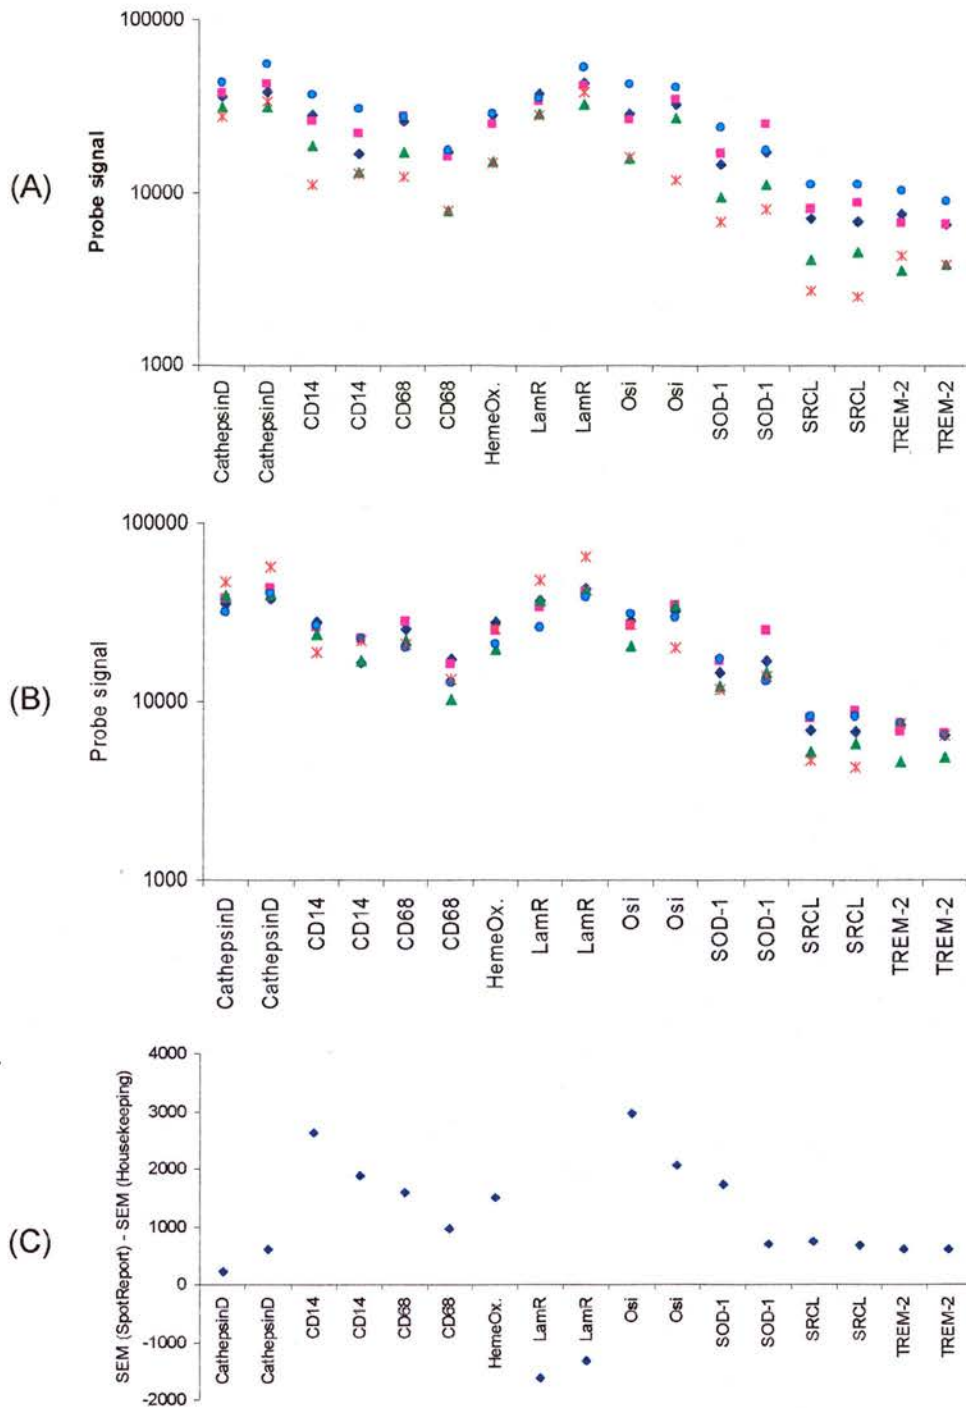 (A)
Probe signal
100000
10000
1000
CathepsinD
CathepsinD
CD14
CD14
CD68
CD68
HemeOx.
LamR
LamR
Osi
Osi
SOD-1
SOD-1
SRCL
SRCL
TREM-2
TREM-2
(B)
Probe signal
100000
10000
1000
CathepsinD
CathepsinD
CD14
CD14
CD68
CD68
HemeOx.
LamR
LamR
Osi
Osi
SOD-1
SOD-1
SRCL
SRCL
TREM-2
TREM-2
(C)
SEM (SpotReport) - SEM (Housekeeping)
4000
3000
2000
1000
0
-1000
-2000
CathepsinD
CathepsinD
CD14
CD14
CD68
CD68
HemeOx.
LamR
LamR
Osi
Osi
SOD-1
SOD-1
SRCL
SRCL
TREM-2
TREM-2